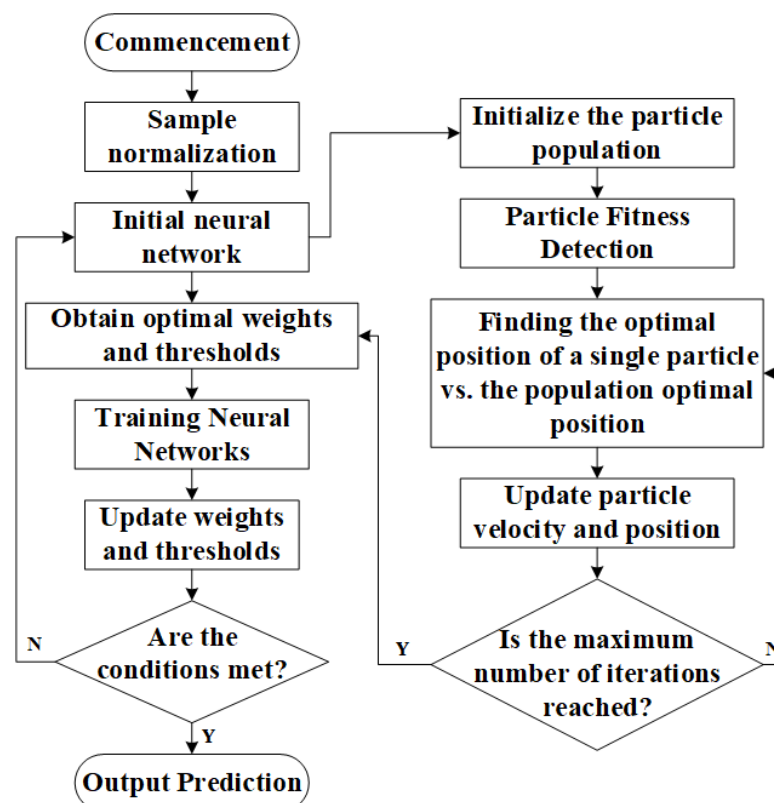 Commencement
Sample
normalization
Initial neural
network
Obtain optimal weights
and thresholds
Training Neural
Networks
Update weights
and thresholds
N
Are the
conditions met?
Y
Output Prediction
Initialize the particle
population
Particle Fitness
Detection
Finding the optimal
position of a single particle
vs. the population optimal
position
Update particle
velocity and position
Y
Is the maximum
number of iterations
reached?
N